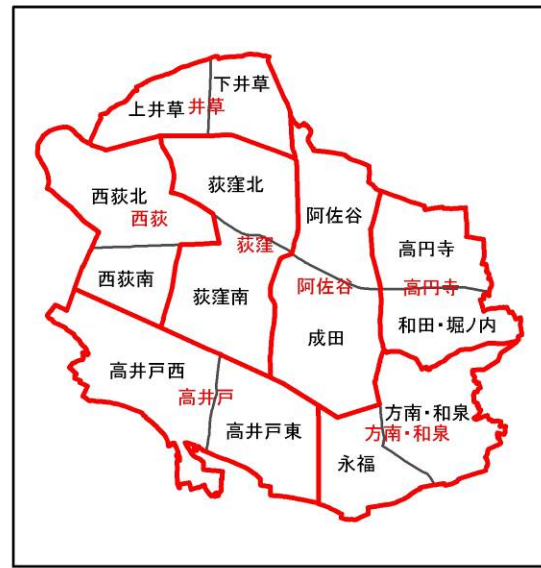 下井草
上井草
井草
西荻北
西荻
荻窪北
阿佐谷
高円寺
荻窪
西荻南
荻窪南
阿佐谷
高円寺
和田・堀ノ内
成田
高井戸西
高井戸
高井戸東
方南・和泉
方南・和泉
永福